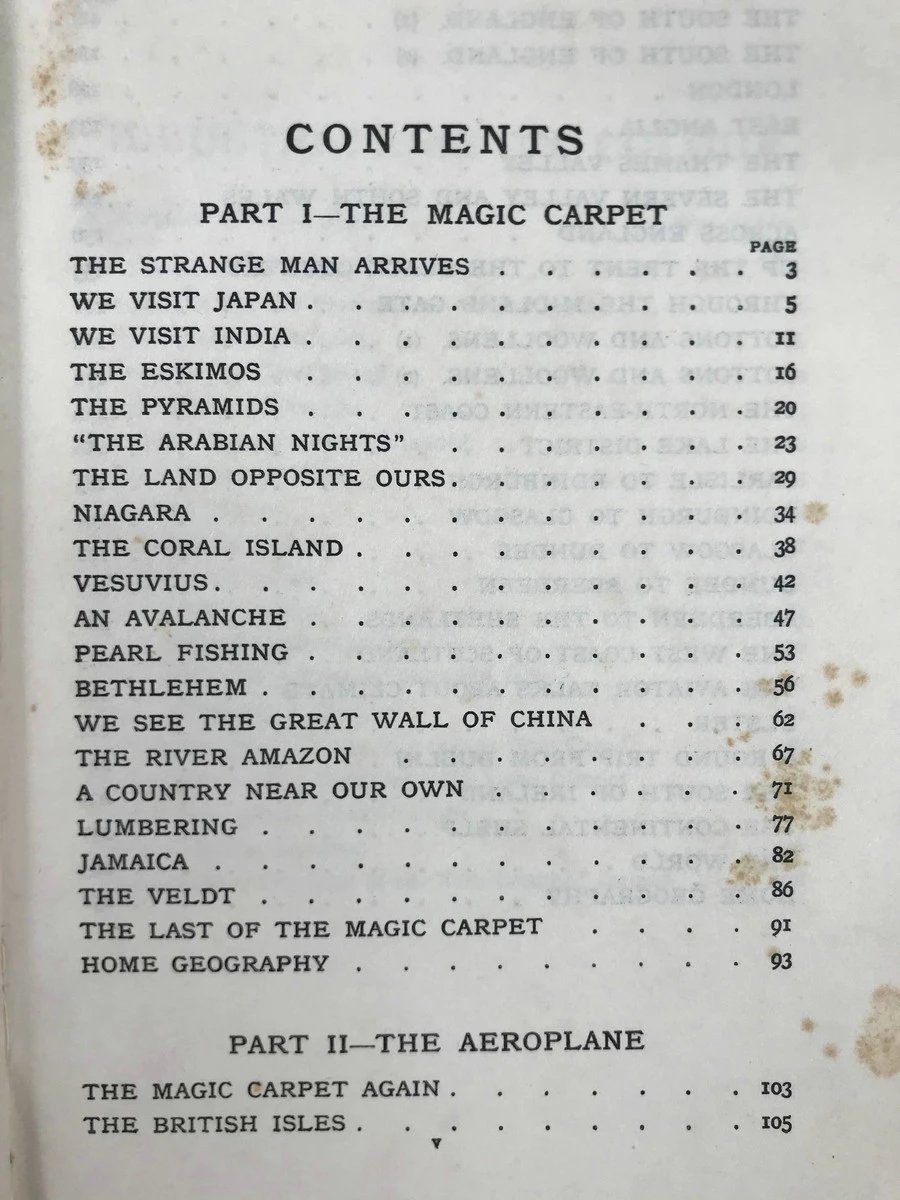 CONTENTS
PART I—THE MAGIC CARPET
PAGE
THE STRANGE MAN ARRIVES . . . . . . 3
WE VISIT JAPAN . . . . . . . . . . 5
WE VISIT INDIA . . . . . . . . . . 11
THE ESKIMOS . . . . . . . . . . 16
THE PYRAMIDS . . . . . . . . . . 20
"THE ARABIAN NIGHTS" . . . . . . . 23
THE LAND OPPOSITE OURS . . . . . . . 29
NIAGARA . . . . . . . . . . . . 34
THE CORAL ISLAND . . . . . . . . . 38
VESUVIUS . . . . . . . . . . . . 42
AN AVALANCHE . . . . . . . . . . 47
PEARL FISHING . . . . . . . . . . 53
BETHLEHEM . . . . . . . . . . . 56
WE SEE THE GREAT WALL OF CHINA . . . 62
THE RIVER AMAZON . . . . . . . . 67
A COUNTRY NEAR OUR OWN . . . . . . 71
LUMBERING . . . . . . . . . . . 77
JAMAICA . . . . . . . . . . . . 82
THE VELDT . . . . . . . . . . . 86
THE LAST OF THE MAGIC CARPET . . . . 91
HOME GEOGRAPHY . . . . . . . . . 93
PART II—THE AEROPLANE
THE MAGIC CARPET AGAIN . . . . . . . 103
THE BRITISH ISLES . . . . . . . . . 105
v